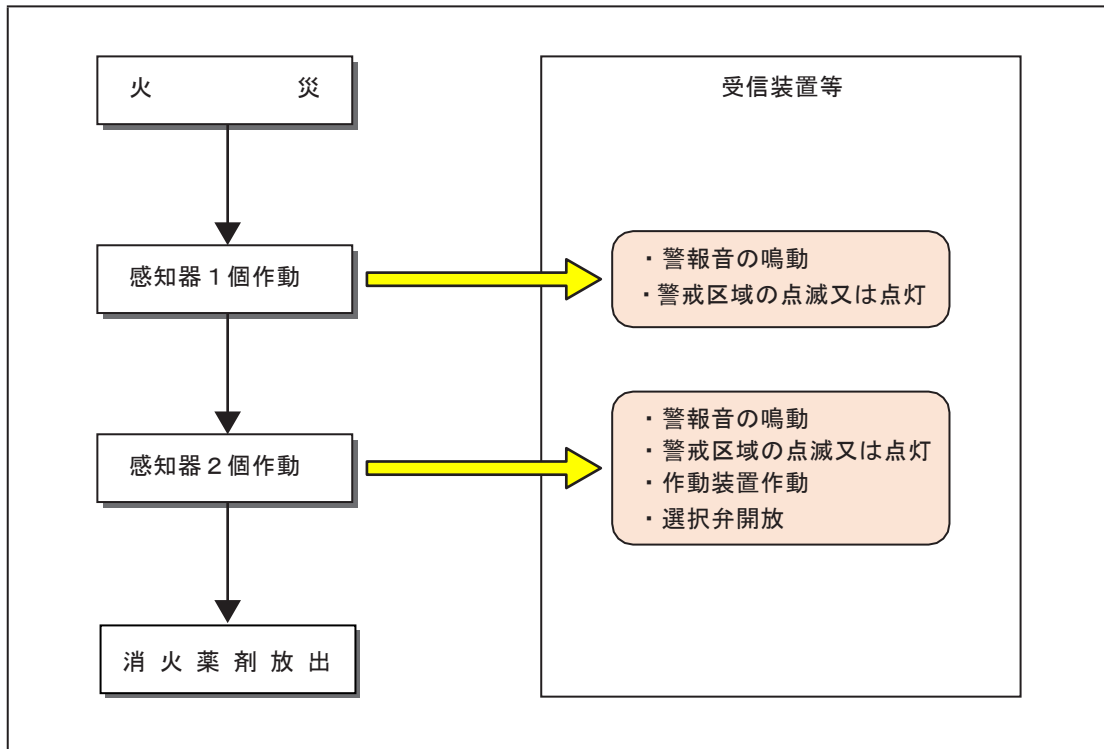 火災
受信装置等
感知器1個作動
・警報音の鳴動
・警戒区域の点滅又は点灯
感知器2個作動
・警報音の鳴動
・警戒区域の点滅又は点灯
・作動装置作動
・選択弁開放
消火薬剤放出